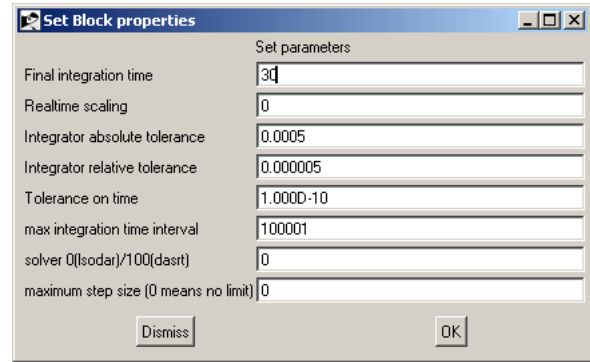 Set Block properties
Set parameters
Final integration time 30
Realtime scaling 0
Integrator absolute tolerance 0.0005
Integrator relative tolerance 0.000005
Tolerance on time 1.000D-10
max integration time interval 100001
solver 0(lsodar)/100(dasrt) 0
maximum step size (0 means no limit) 0
Dismiss OK